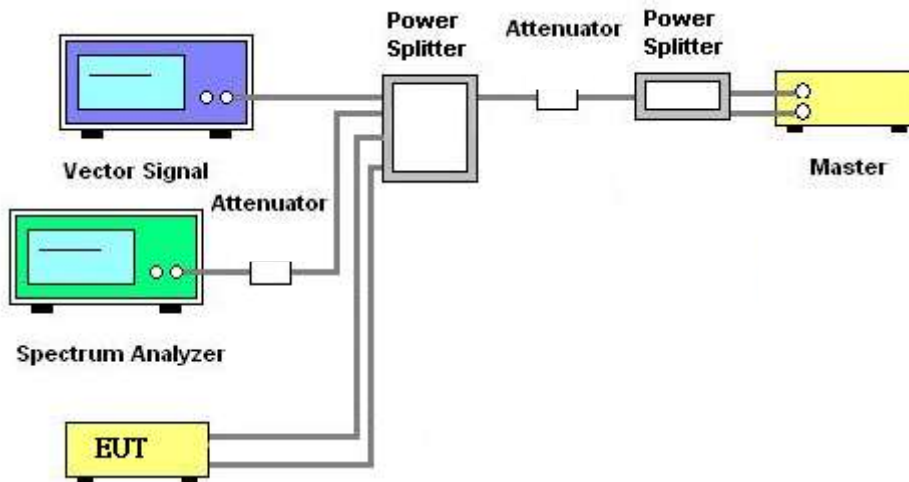 Power
Splitter
Attenuator
Power
Splitter
Vector Signal
Master
Attenuator
Spectrum Analyzer
EUT